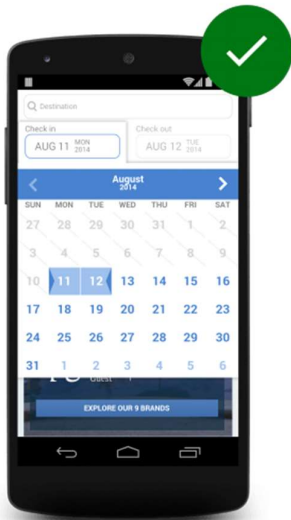 Destination
Check in
Check out
AUG 11 MON 2014
AUG 12 TUE 2014
August
2014
SUN MON TUE WED THU FRI SAT
27 28 29 30 31 1 2
3 4 5 6 7 8 9
10 11 12 13 14 15 16
17 18 19 20 21 22 23
24 25 26 27 28 29 30
31 1 2 3 4 5 6
Guest
EXPLORE OUR 9 BRANDS